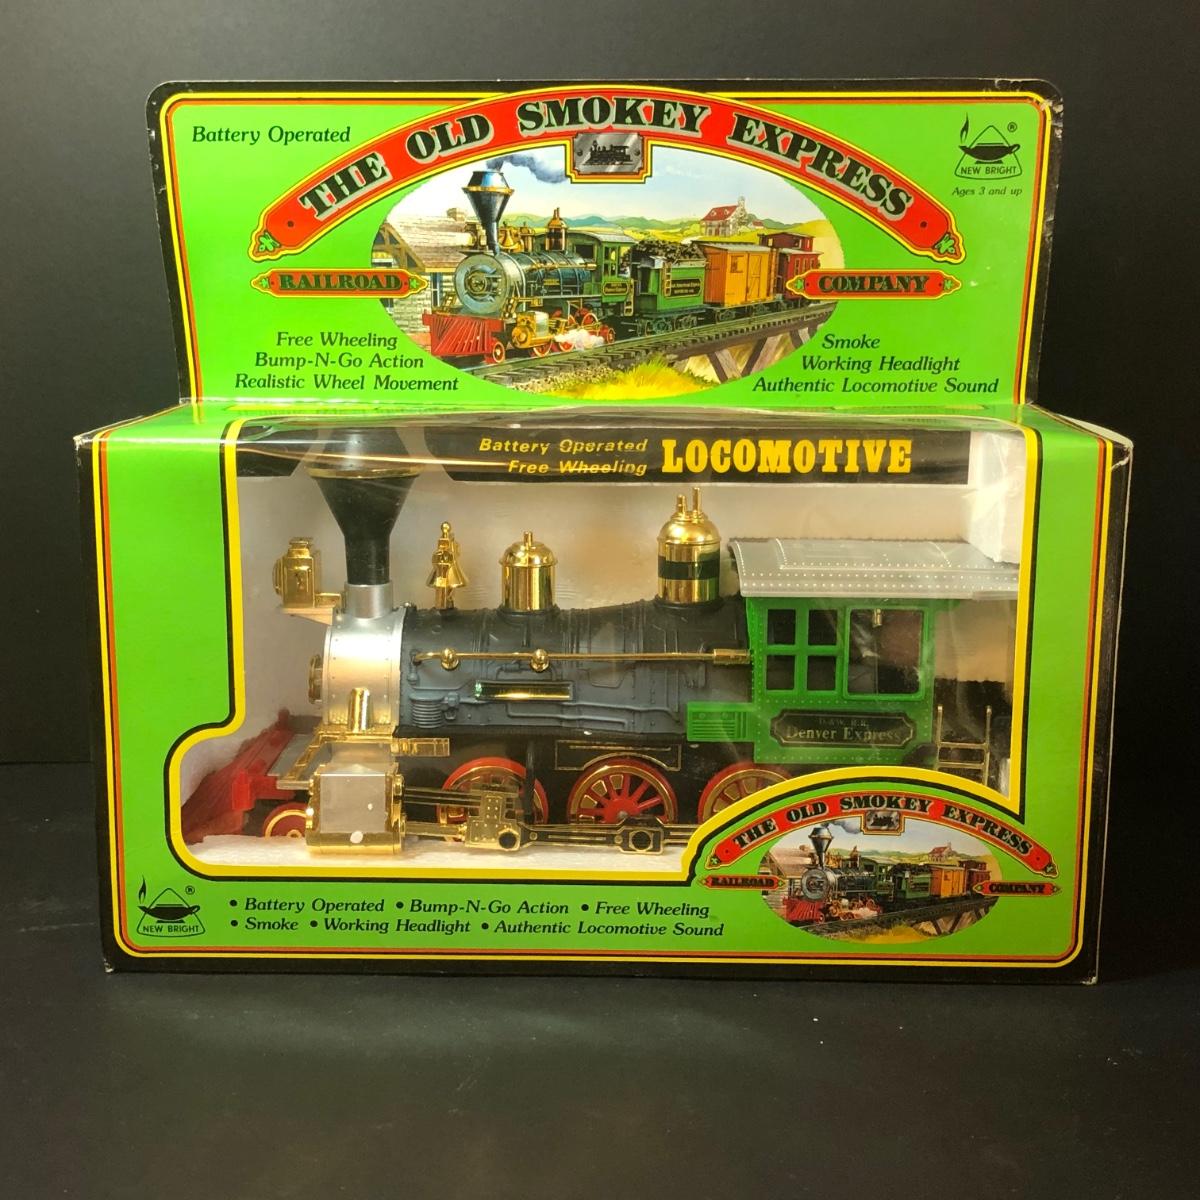 Battery Operated
THE OLD SMOKEY EXPRESS
®
NEW BRIGHT
Ages 3 and up
RAILROAD
COMPANY
Free Wheeling
Bump-N-Go Action
Realistic Wheel Movement
Smoke
Working Headlight
Authentic Locomotive Sound
Battery Operated
Free Wheeling
LOCOMOTIVE
Denver Express
THE OLD SMOKEY EXPRESS
RAILROAD
COMPANY
®
NEW BRIGHT
• Battery Operated • Bump-N-Go Action • Free Wheeling
• Smoke • Working Headlight • Authentic Locomotive Sound